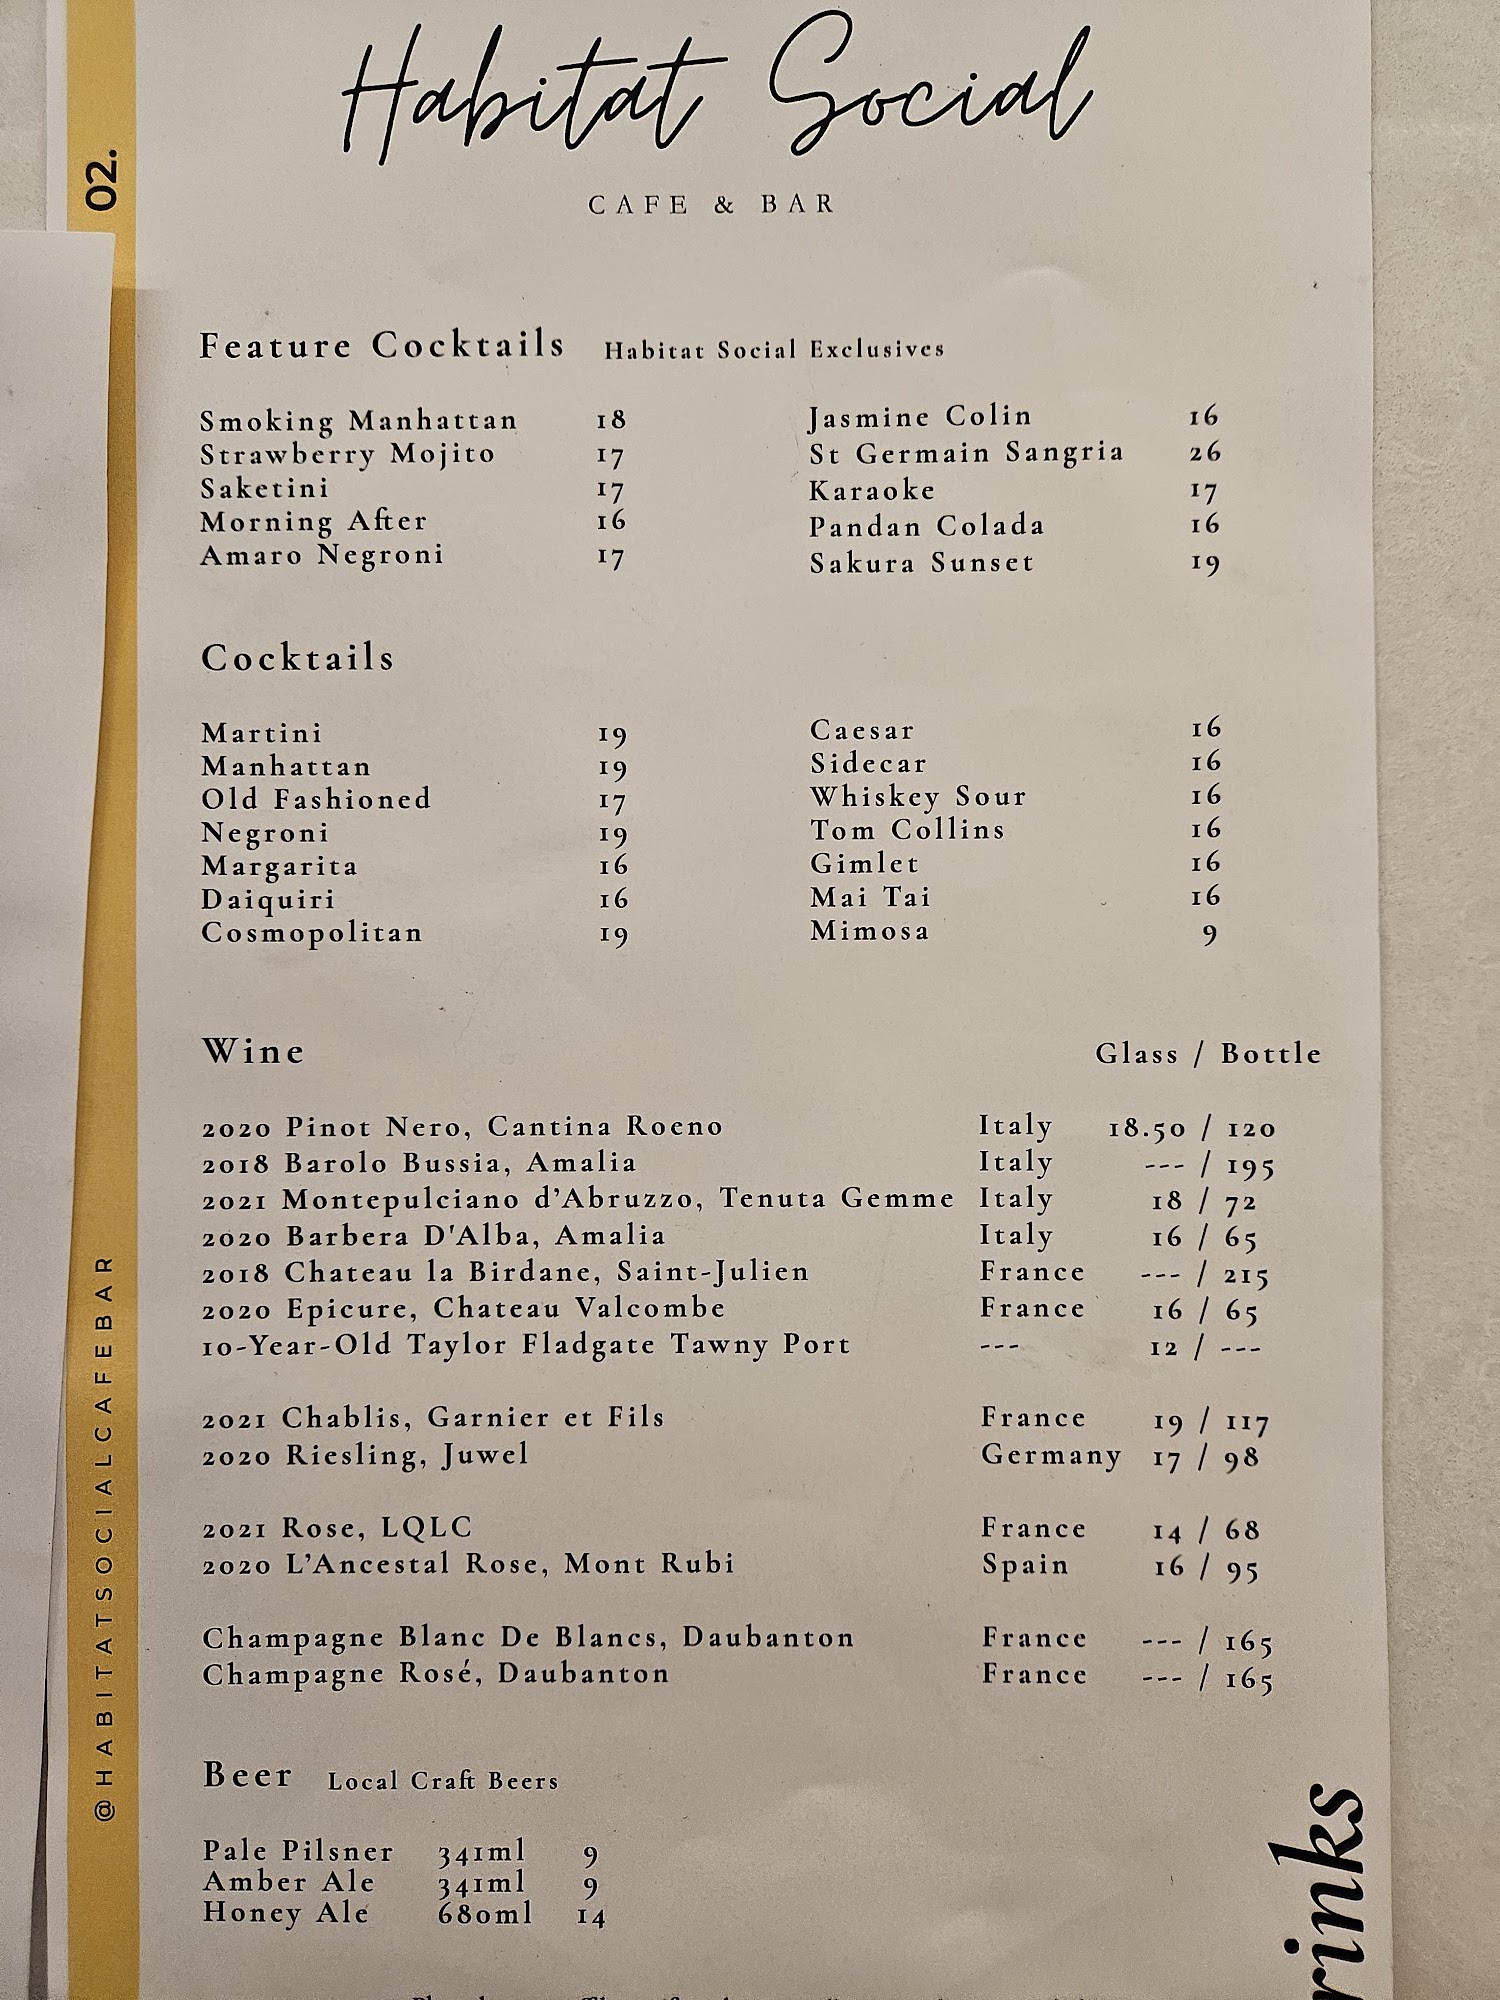 Habitat Social
CAFE & BAR
02.
Feature Cocktails Habitat Social Exclusives
Smoking Manhattan 18
Strawberry Mojito 17
Saketini 17
Morning After 16
Amaro Negroni 17
Jasmine Colin 16
St Germain Sangria 26
Karaoke 17
Pandan Colada 16
Sakura Sunset 19
Cocktails
Martini 19
Manhattan 19
Old Fashioned 17
Negroni 19
Margarita 16
Daiquiri 16
Cosmopolitan 19
Caesar 16
Sidecar 16
Whiskey Sour 16
Tom Collins 16
Gimlet 16
Mai Tai 16
Mimosa 9
Wine Glass / Bottle
2020 Pinot Nero, Cantina Roeno Italy 18.50 / 120
2018 Barolo Bussia, Amalia Italy --- / 195
2021 Montepulciano d’Abruzzo, Tenuta Gemme Italy 18 / 72
2020 Barbera D'Alba, Amalia Italy 16 / 65
2018 Chateau la Birdane, Saint-Julien France --- / 215
2020 Epicure, Chateau Valcombe France 16 / 65
10-Year-Old Taylor Fladgate Tawny Port --- 12 / ---
2021 Chablis, Garnier et Fils France 19 / 117
2020 Riesling, Juwel Germany 17 / 98
2021 Rose, LQLC France 14 / 68
2020 L’Ancestal Rose, Mont Rubi Spain 16 / 95
Champagne Blanc De Blancs, Daubanton France --- / 165
Champagne Rosé, Daubanton France --- / 165
Beer Local Craft Beers
Pale Pilsner 341ml 9
Amber Ale 341ml 9
Honey Ale 680ml 14
@HABITATSOCIALCAFEBAR
rinks